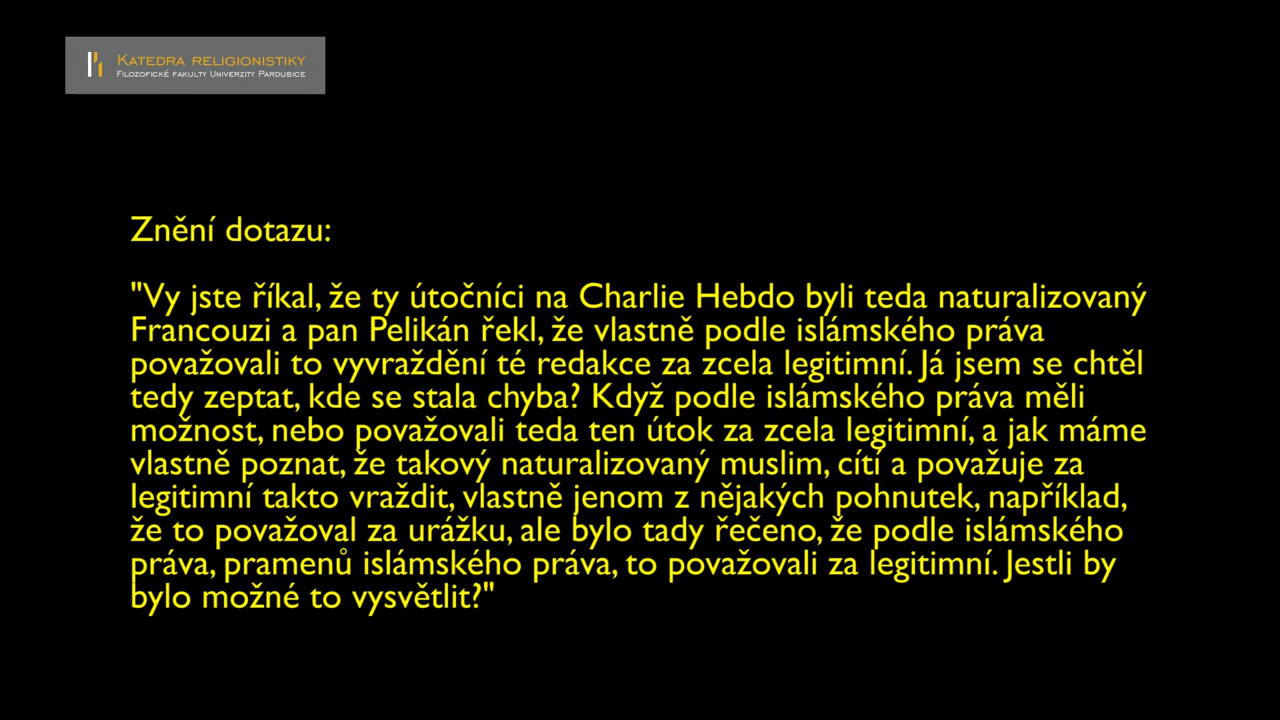 KATEDRA RELIGIONISTIKY
FILOZOFICKÉ FAKULTY UNIVERZITY PARDUBICE
Znění dotazu:
"Vy jste říkal, že ty útočníci na Charlie Hebdo byli teda naturalizovaný
Francouzi a pan Pelikán řekl, že vlastně podle islámského práva
považovali to vyvraždění té redakce za zcela legitimní. Já jsem se chtěl
tedy zeptat, kde se stala chyba? Když podle islámského práva měli
možnost, nebo považovali teda ten útok za zcela legitimní, a jak máme
vlastně poznat, že takový naturalizovaný muslim, cítí a považuje za
legitimní takto vraždit, vlastně jenom z nějakých pohnutek, například,
že to považoval za urážku, ale bylo tady řečeno, že podle islámského
práva, pramenů islámského práva, to považovali za legitimní. Jestli by
bylo možné to vysvětlit?"